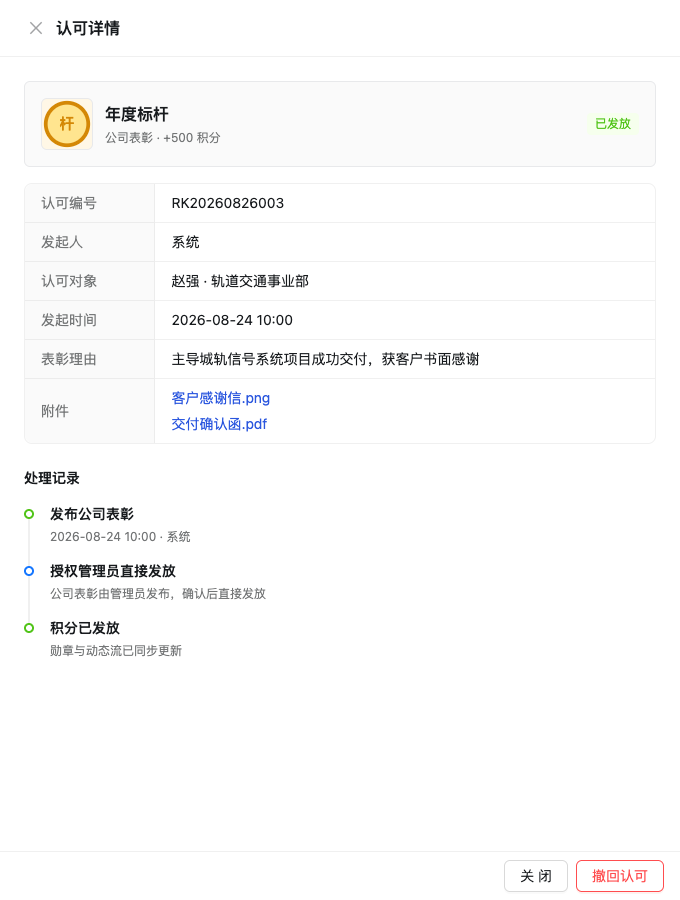 认可详情
杆
年度标杆
公司表彰 · +500 积分
已发放
认可编号
RK20260826003
发起人
系统
认可对象
赵强 · 轨道交通事业部
发起时间
2026-08-24 10:00
表彰理由
主导城轨信号系统项目成功交付，获客户书面感谢
附件
客户感谢信.png
交付确认函.pdf
处理记录
发布公司表彰
2026-08-24 10:00 · 系统
授权管理员直接发放
公司表彰由管理员发布，确认后直接发放
积分已发放
勋章与动态流已同步更新
关 闭
撤回认可